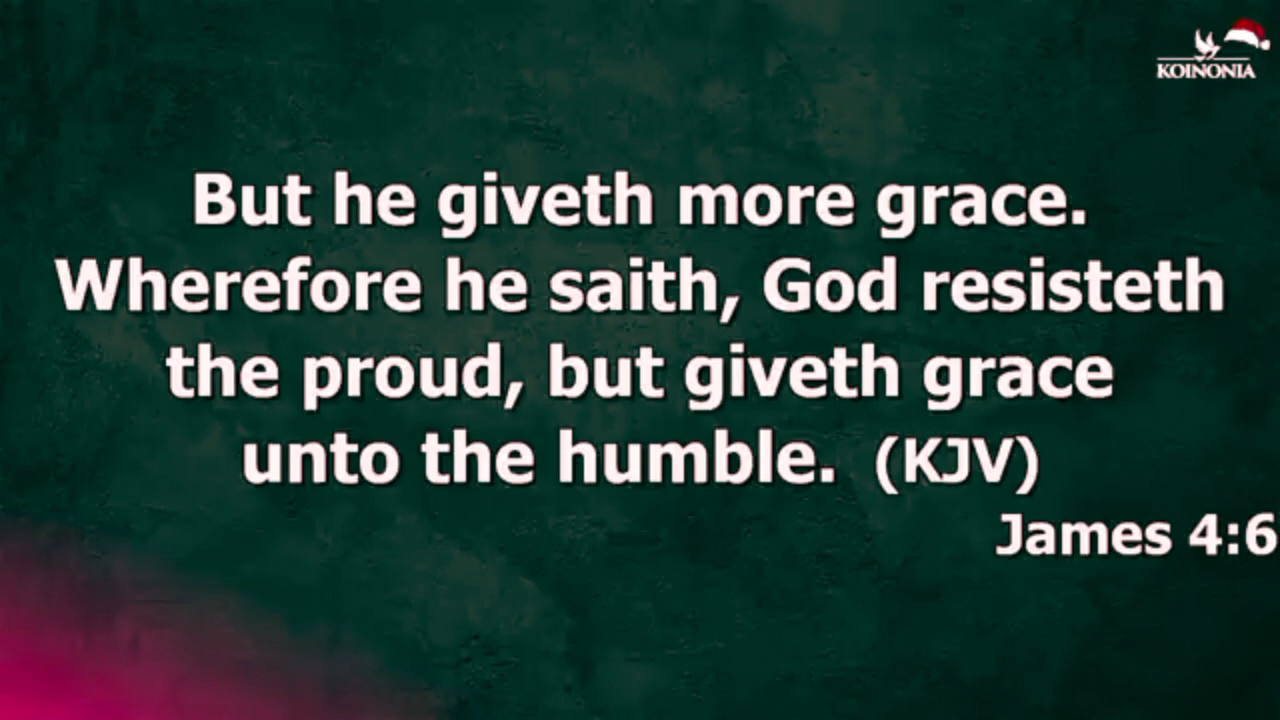 KOINONIA
But he giveth more grace.
Wherefore he saith, God resisteth
the proud, but giveth grace
unto the humble. (KJV)
James 4:6